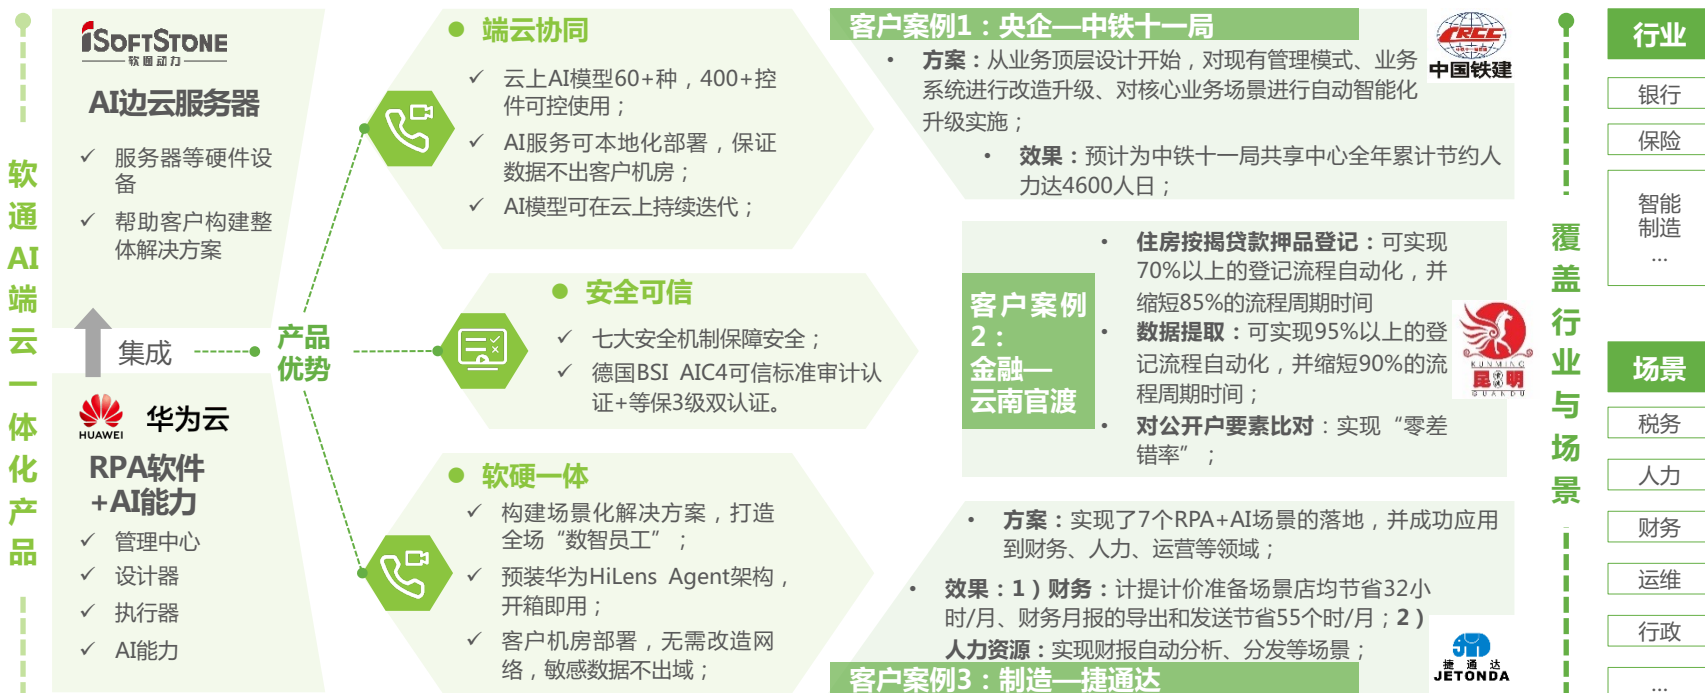 软
通
AI
端
云
一
体
化
产
品
iSOFTSTONE
软通动力
AI边云服务器
✓ 服务器等硬件设
备
✓ 帮助客户构建整
体解决方案
集成
HUAWEI
华为云
RPA软件
+AI能力
✓ 管理中心
✓ 设计器
✓ 执行器
✓ AI能力
产品
优势
● 端云协同
✓ 云上AI模型60+种，400+控
件可控使用；
✓ AI服务可本地化部署，保证
数据不出客户机房；
✓ AI模型可在云上持续迭代；
● 安全可信
✓ 七大安全机制保障安全；
✓ 德国BSI AIC4可信标准审计认
证+等保3级双认证。
● 软硬一体
✓ 构建场景化解决方案，打造
全场“数智员工”；
✓ 预装华为HiLens Agent架构，
开箱即用；
✓ 客户机房部署，无需改造网
络，敏感数据不出域；
客户案例1：央企—中铁十一局
CRCC
中国铁建
• 方案：从业务顶层设计开始，对现有管理模式、业务
系统进行改造升级、对核心业务场景进行自动智能化
升级实施；
• 效果：预计为中铁十一局共享中心全年累计节约人
力达4600人日；
客户案例
2：
金融—
云南官渡
• 住房按揭贷款押品登记：可实现
70%以上的登记流程自动化，并
缩短85%的流程周期时间
• 数据提取：可实现95%以上的登
记流程自动化，并缩短90%的流
程周期时间；
• 对公开户要素比对：实现“零差
错率”；
KUNMING
昆明
GUANDU
• 方案：实现了7个RPA+AI场景的落地，并成功应用
到财务、人力、运营等领域；
• 效果：1）财务：计提计价准备场景店均节省32小
时/月、财务月报的导出和发送节省55个时/月；2）
人力资源：实现财报自动分析、分发等场景；
捷通达
JETONDA
客户案例3：制造—捷通达
覆
盖
行
业
与
场
景
行业
银行
保险
智能
制造
...
场景
税务
人力
财务
运维
行政
...